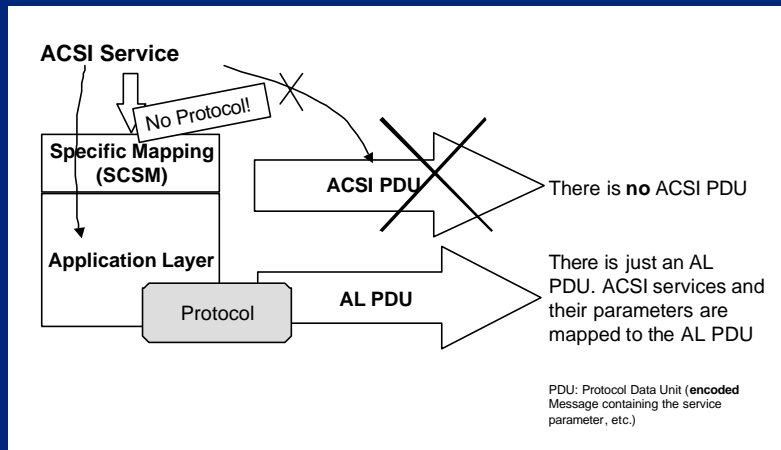 ACSI Service
No Protocol!
Specific Mapping
(SCSM)
ACSI PDU
There is no ACSI PDU
Application Layer
Protocol
AL PDU
There is just an AL
PDU. ACSI services and
their parameters are
mapped to the AL PDU
PDU: Protocol Data Unit (encoded
Message containing the service
parameter, etc.)